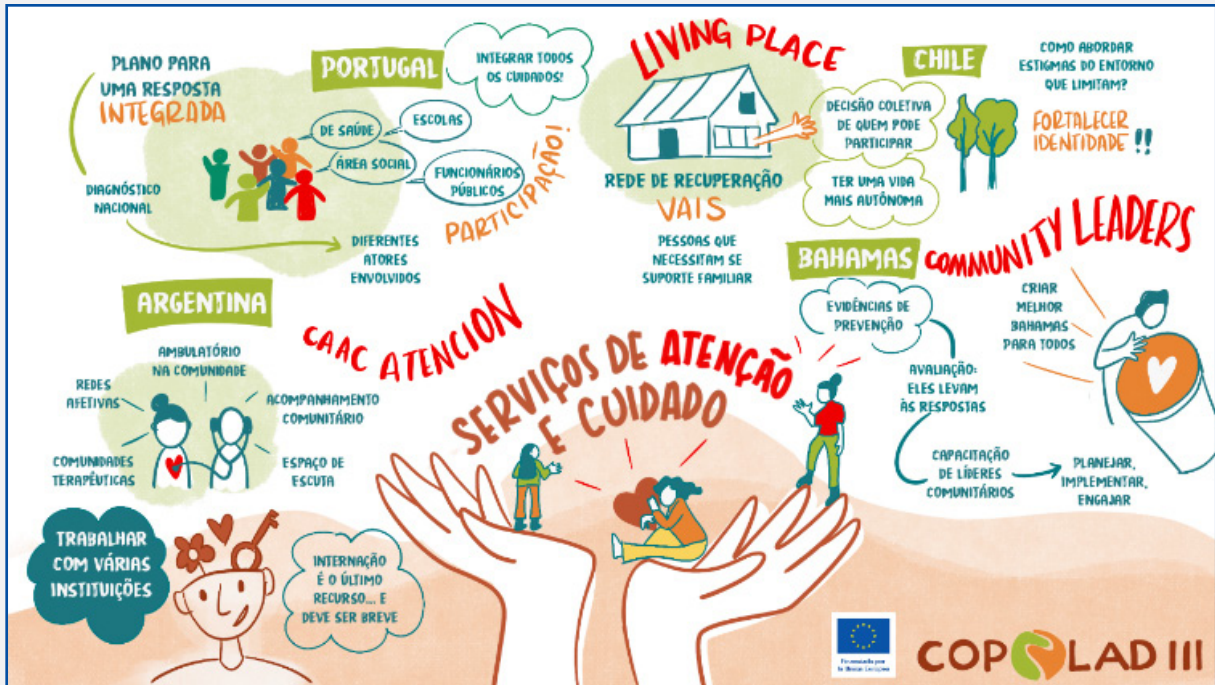 PLANO PARA
UMA RESPOSTA
INTEGRADA
DIAGNÓSTICO
NACIONAL
PORTUGAL
INTEGRAR TODOS
OS CUIDADOS!
DE SAÚDE
ESCOLAS
ÁREA SOCIAL
FUNCIONÁRIOS
PÚBLICOS
PARTICIPAÇÃO!
DIFERENTES
ATORES
ENVOLVIDOS
LIVING PLACE
REDE DE RECUPERAÇÃO
VAIS
PESSOAS QUE
NECESSITAM SE
SUPORTE FAMILIAR
CHILE
DECISÃO COLETIVA
DE QUEM PODE
PARTICIPAR
TER UMA VIDA
MAIS AUTÔNOMA
COMO ABORDAR
ESTIGMAS DO ENTORNO
QUE LIMITAM?
FORTALECER
IDENTIDADE !!
ARGENTINA
CAAC ATENCION
AMBULATÓRIO
NA COMUNIDADE
REDES
AFETIVAS
ACOMPANHAMENTO
COMUNITÁRIO
COMUNIDADES
TERAPÊUTICAS
ESPAÇO DE
ESCUTA
TRABALHAR
COM VÁRIAS
INSTITUIÇÕES
INTERNAÇÃO
É O ÚLTIMO
RECURSO... E
DEVE SER BREVE
SERVIÇOS DE ATENÇÃO
E CUIDADO
BAHAMAS
COMMUNITY LEADERS
EVIDÊNCIAS DE
PREVENÇÃO
AVALIAÇÃO:
ELES LEVAM
ÀS RESPOSTAS
CAPACITAÇÃO
DE LÍDERES
COMUNITÁRIOS
PLANEJAR,
IMPLEMENTAR,
ENGAJAR
CRIAR
MELHOR
BAHAMAS
PARA TODOS
Financiado por
la Unión Europea
COPOLAD III